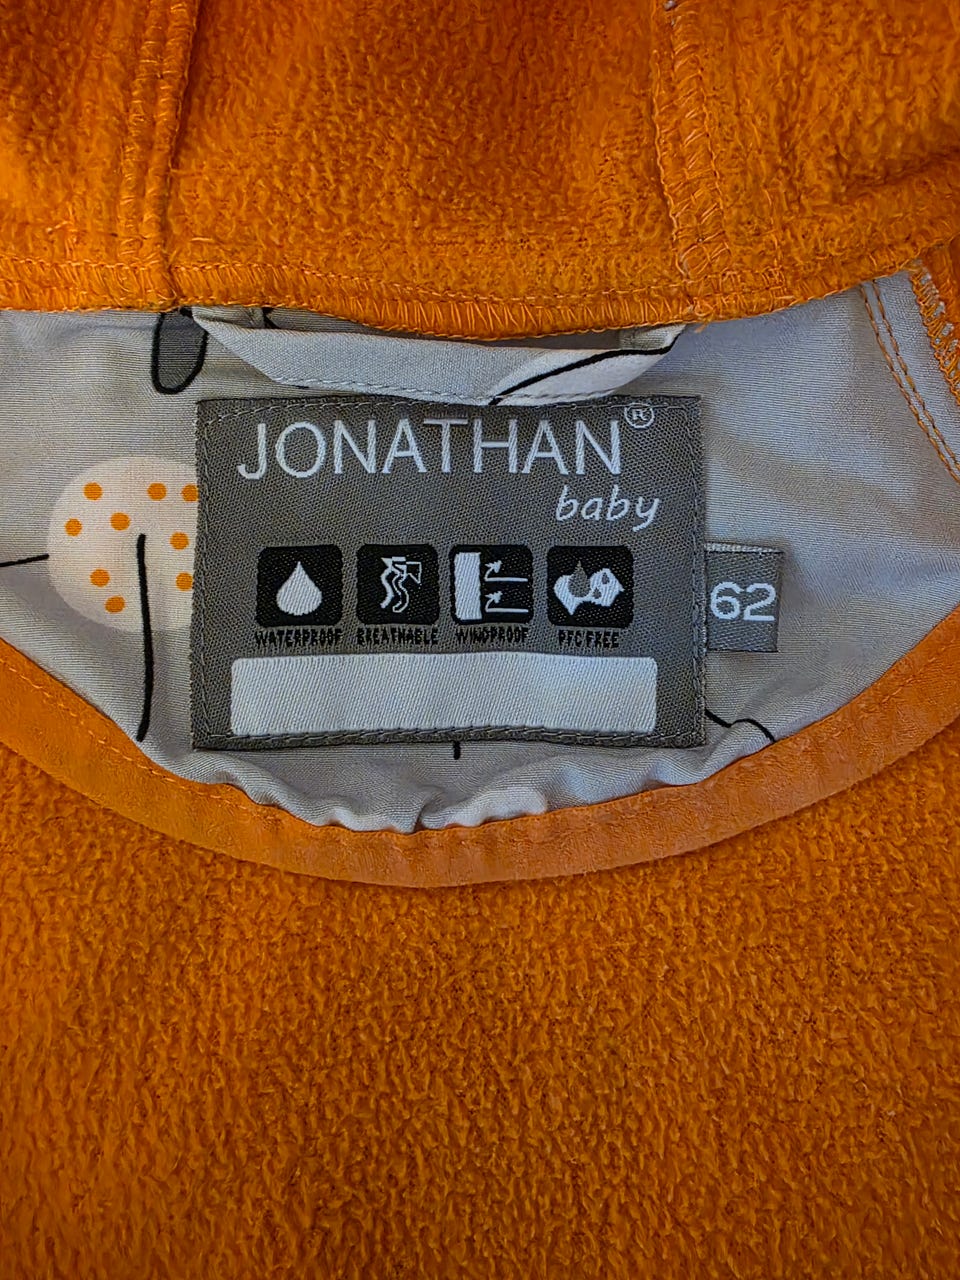 JONATHAN®
baby
WATERPROOF BREATHABLE WINDPROOF PFC FREE
62